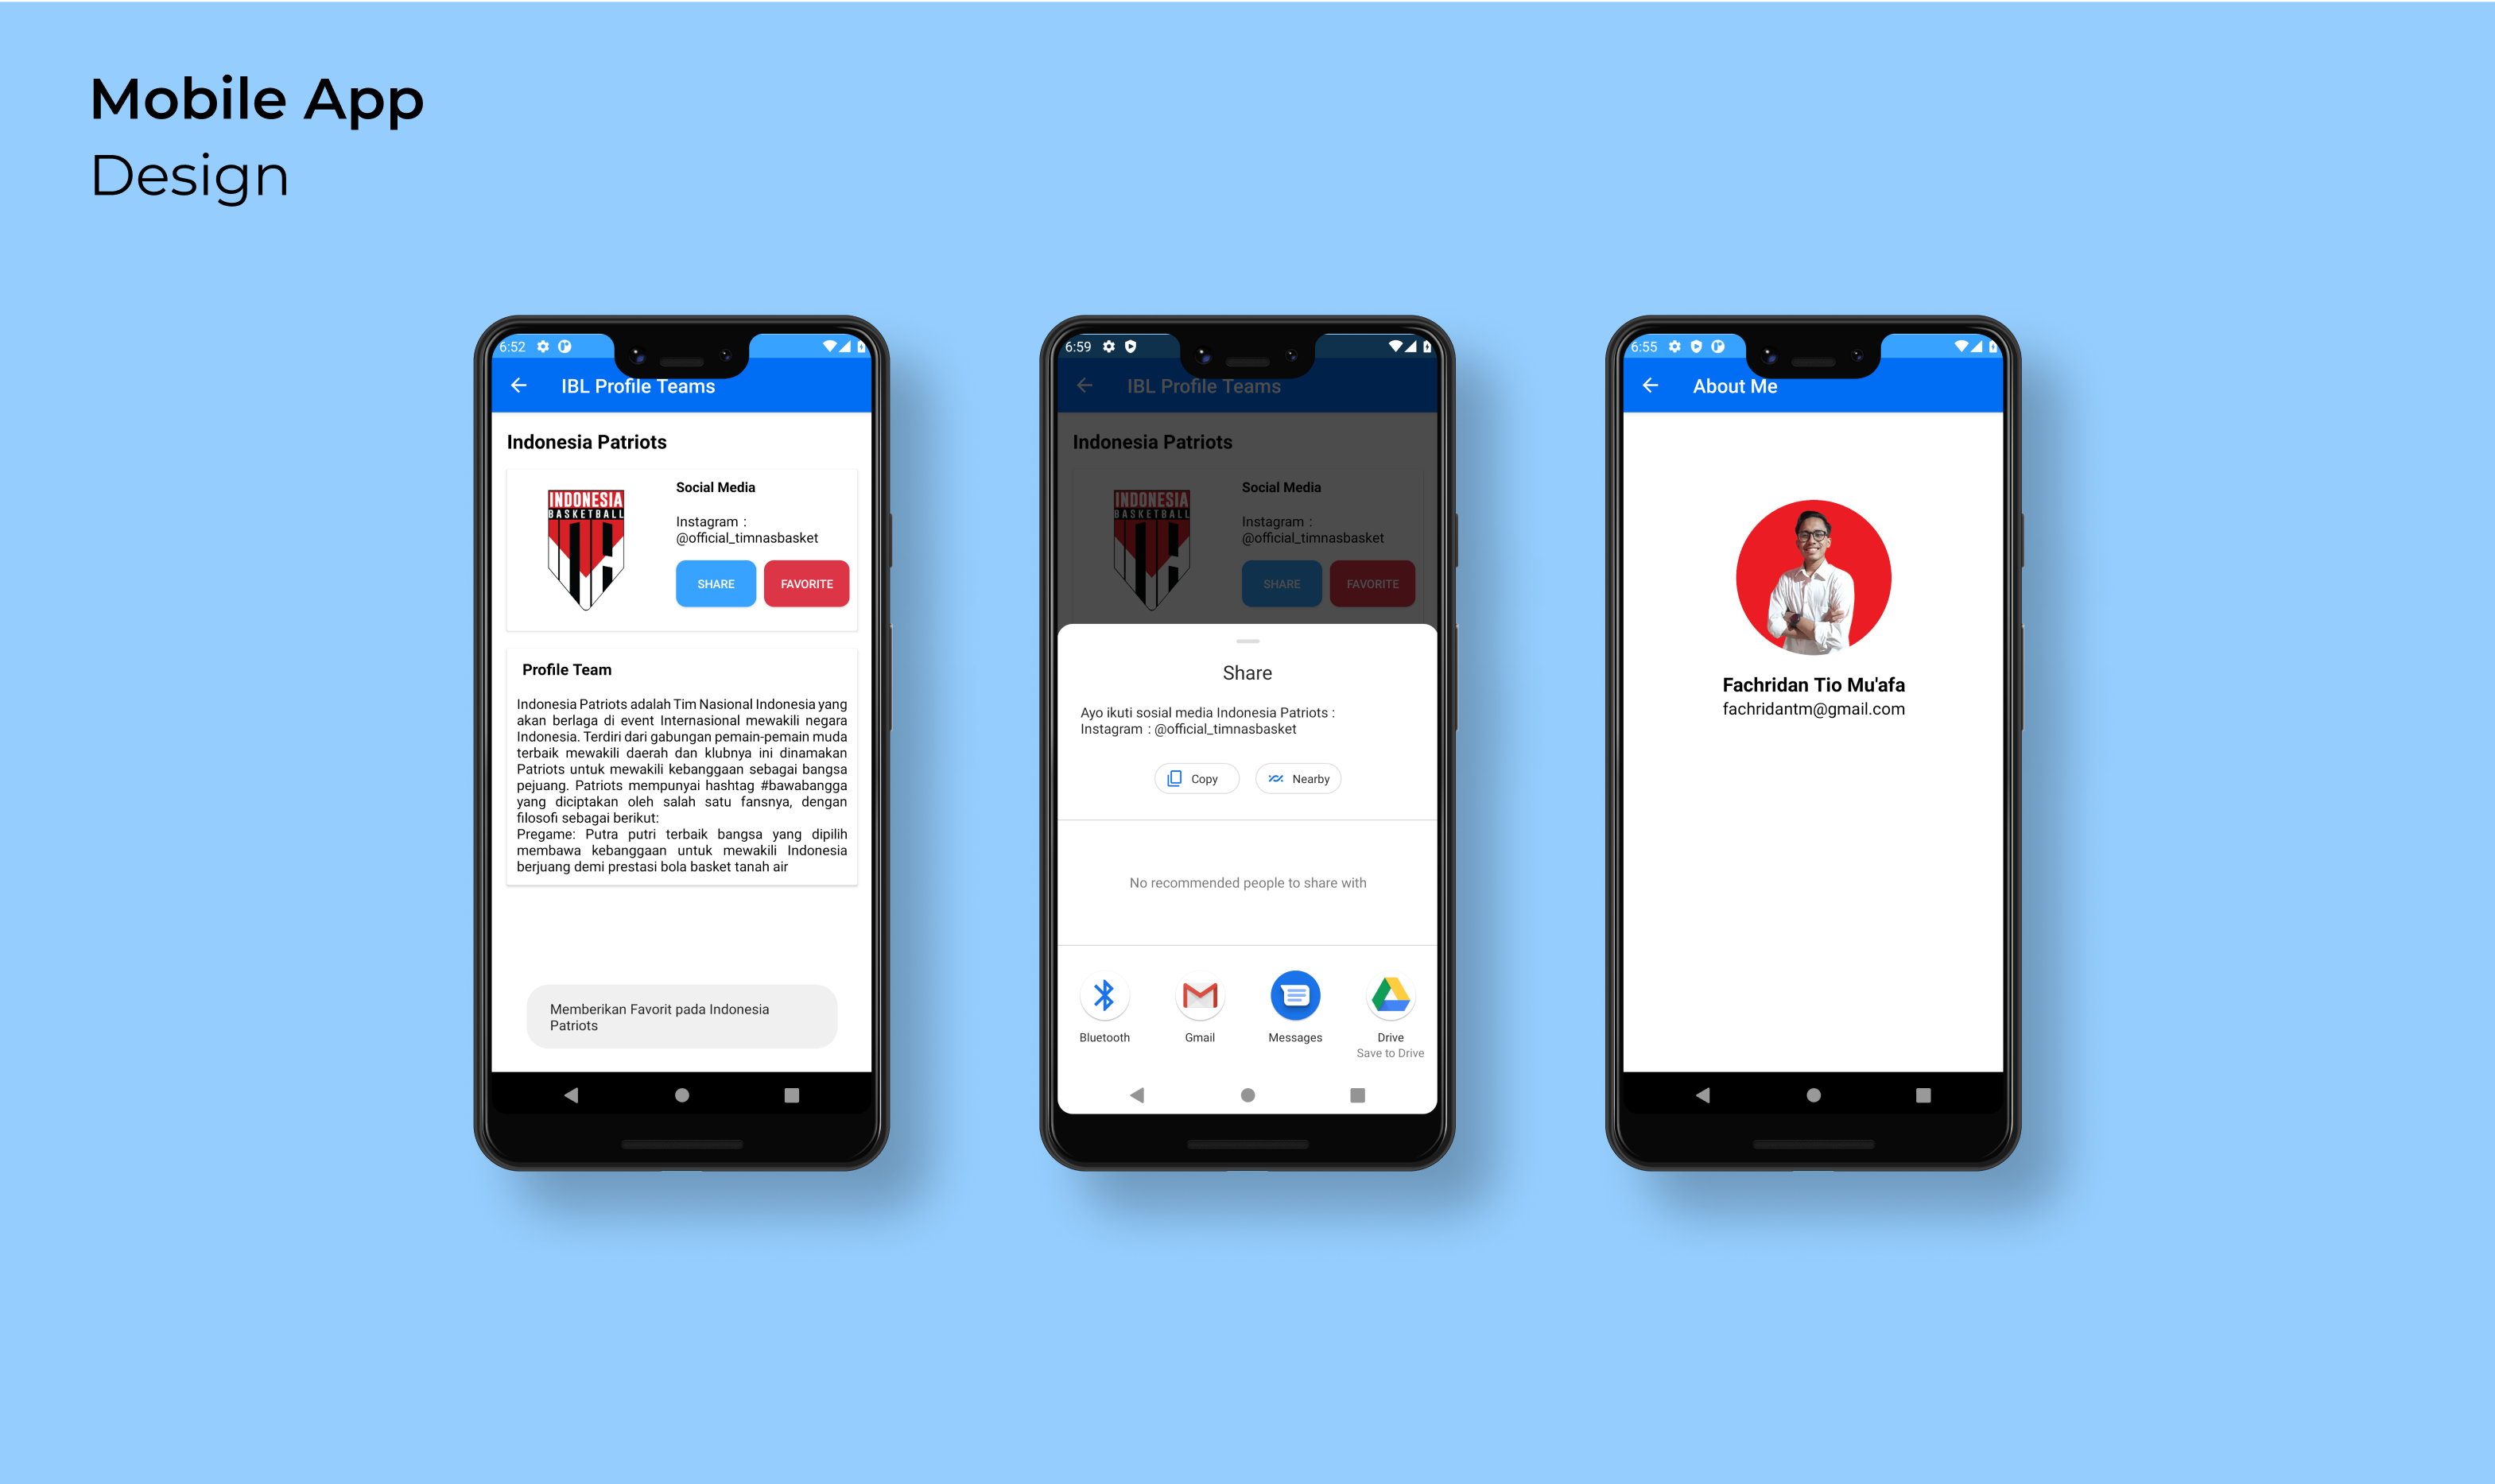 Mobile App
Design
6:52
IBL Profile Teams
Indonesia Patriots
INDONESIA
BASKETBALL
Social Media
Instagram :
@official_timnasbasket
SHARE
FAVORITE
Profile Team
Indonesia Patriots adalah Tim Nasional Indonesia yang
akan berlaga di event Internasional mewakili negara
Indonesia. Terdiri dari gabungan pemain-pemain muda
terbaik mewakili daerah dan klubnya ini dinamakan
Patriots untuk mewakili kebanggaan sebagai bangsa
pejuang. Patriots mempunyai hashtag #bawabangga
yang diciptakan oleh salah satu fansnya, dengan
filosofi sebagai berikut:
Pregame: Putra putri terbaik bangsa yang dipilih
membawa kebanggaan untuk mewakili Indonesia
berjuang demi prestasi bola basket tanah air
Memberikan Favorit pada Indonesia
Patriots
6:59
IBL Profile Teams
Indonesia Patriots
INDONESIA
BASKETBALL
Social Media
Instagram :
@official_timnasbasket
SHARE
FAVORITE
Share
Ayo ikuti sosial media Indonesia Patriots :
Instagram : @official_timnasbasket
Copy
Nearby
No recommended people to share with
Bluetooth
Gmail
Messages
Drive
Save to Drive
6:55
About Me
Fachridan Tio Mu'afa
fachridantm@gmail.com